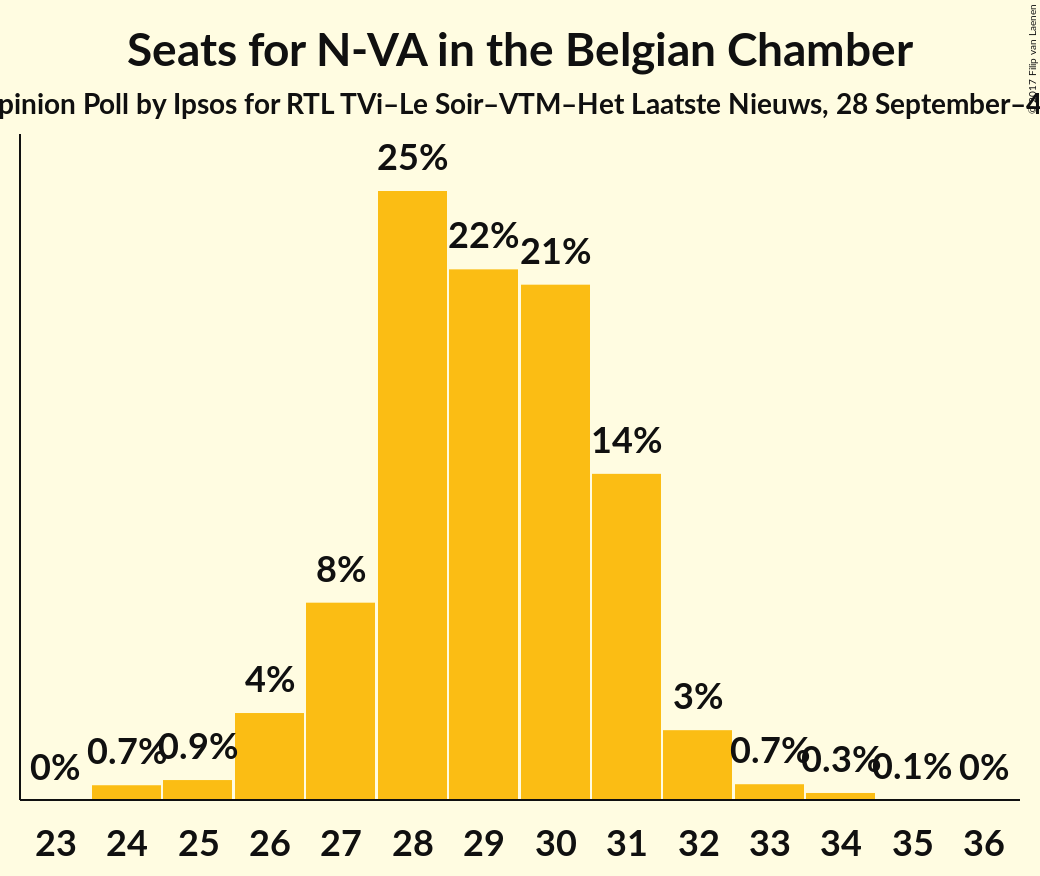 Seats for N-VA in the Belgian Chamber
pinion Poll by Ipsos for RTL TVi–Le Soir–VTM–Het Laatste Nieuws, 28 September–4
© 2017 Filip van Laenen
25%
22%
21%
14%
8%
4%
3%
0% 0.7% 0.9% 0.7% 0.3% 0.1% 0%
23 24 25 26 27 28 29 30 31 32 33 34 35 36